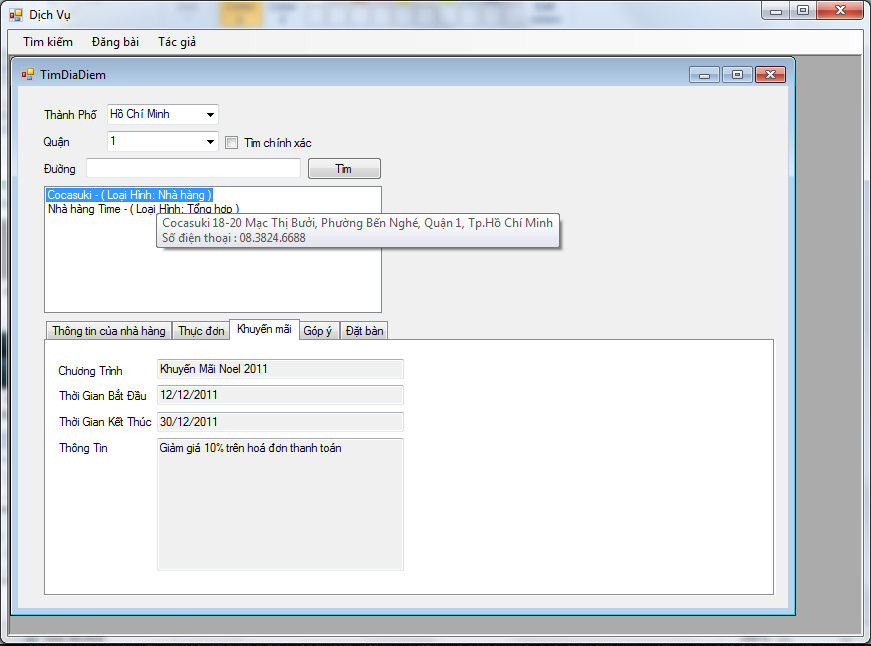 Dịch Vụ
Tìm kiếm Đăng bài Tác giả
TimDiaDiem
Thành Phố Hồ Chí Minh
Quận 1 Tìm chính xác
Đường Tìm
Cocasuki - ( Loại Hình: Nhà hàng )
Nhà hàng Time - ( Loại Hình: Tổng hợp )
Cocasuki 18-20 Mạc Thị Bưởi, Phường Bến Nghé, Quận 1, Tp.Hồ Chí Minh
Số điện thoại : 08.3824.6688
Thông tin của nhà hàng Thực đơn Khuyến mãi Góp ý Đặt bàn
Chương Trình Khuyến Mãi Noel 2011
Thời Gian Bắt Đầu 12/12/2011
Thời Gian Kết Thúc 30/12/2011
Thông Tin Giảm giá 10% trên hoá đơn thanh toán